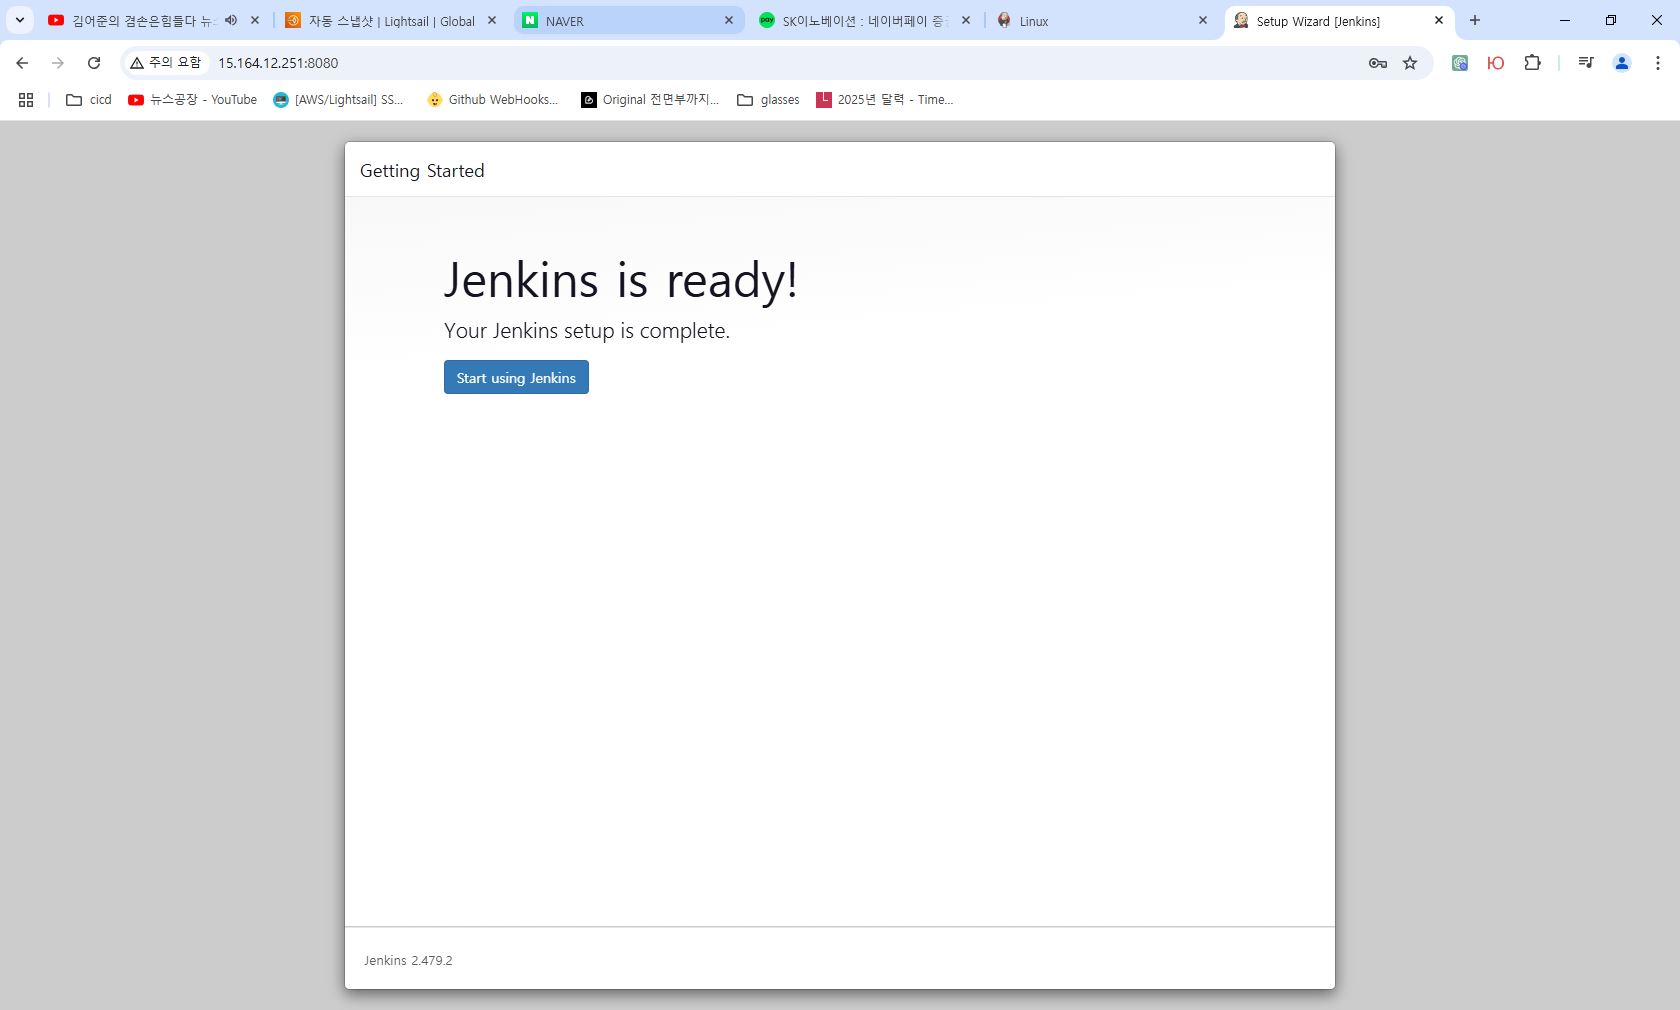 김어준의 겸손은힘들다 뉴
자동 스냅샷 | Lightsail | Global
NAVER
SK이노베이션 : 네이버페이 증
Linux
Setup Wizard [Jenkins]
주의 요함
15.164.12.251:8080
cicd
뉴스공장 - YouTube
[AWS/Lightsail] SS...
Github WebHooks...
Original 전면부까지...
glasses
2025년 달력 - Time...
Getting Started
Jenkins is ready!
Your Jenkins setup is complete.
Start using Jenkins
Jenkins 2.479.2